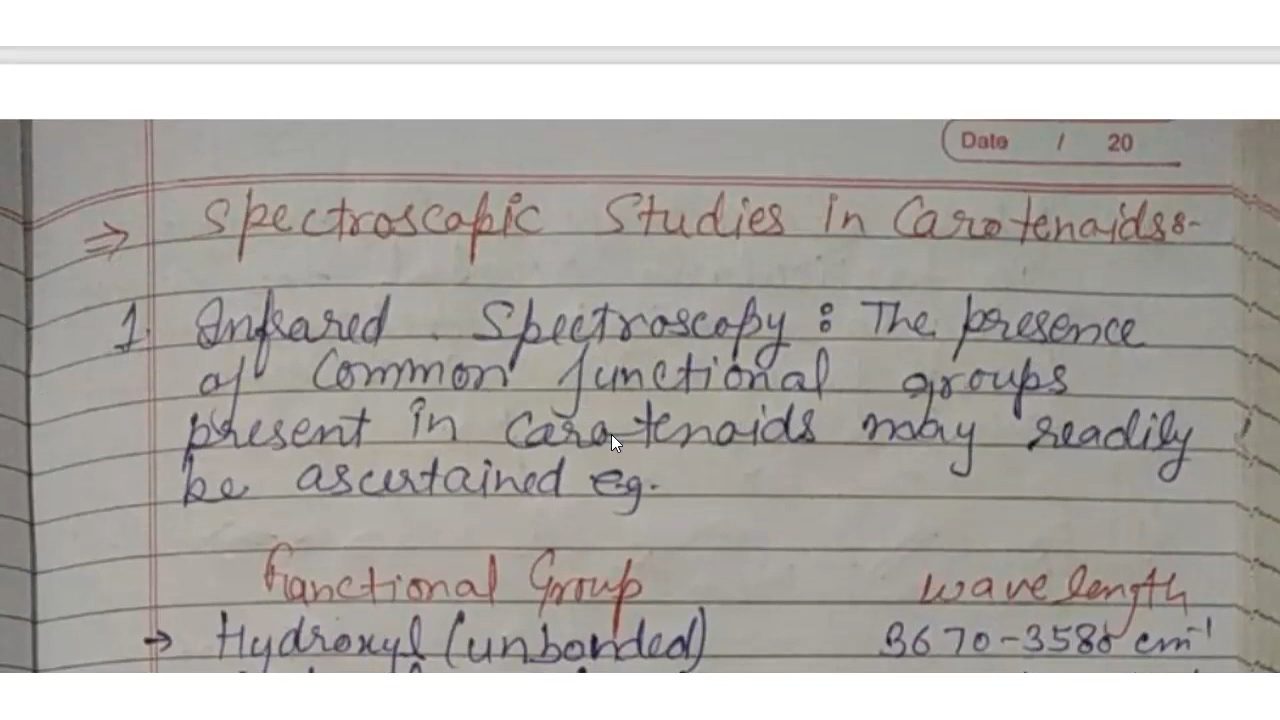 Date / 20
⇒ Spectroscopic Studies in Carotenoids:-
1. Infrared Spectroscopy : The presence
of common functional groups
present in carotenoids may readily
be ascertained eg.
Functional Group wavelength
→ Hydroxyl (unbonded) 3670-3580 cm⁻¹